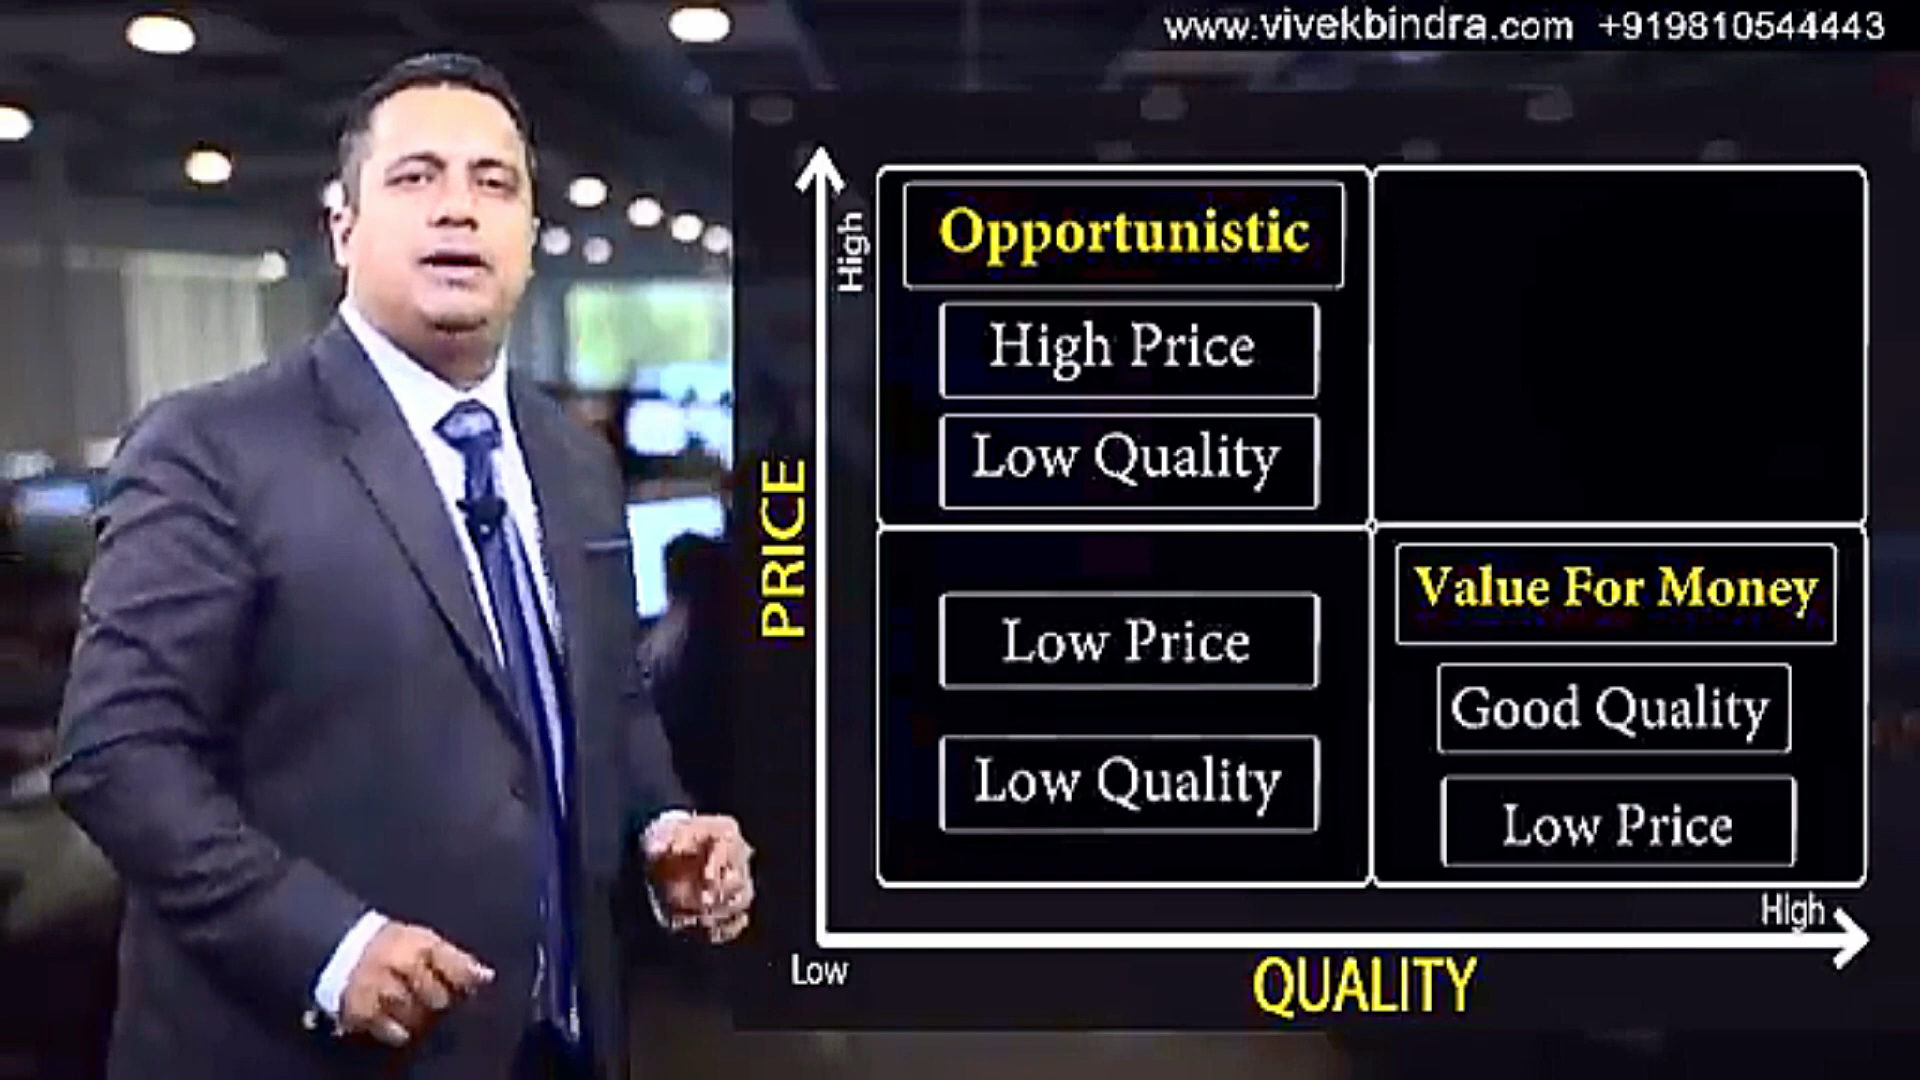 www.vivekbindra.com +919810544443
High
PRICE
Opportunistic
High Price
Low Quality
Low Price
Low Quality
Value For Money
Good Quality
Low Price
High
Low
QUALITY